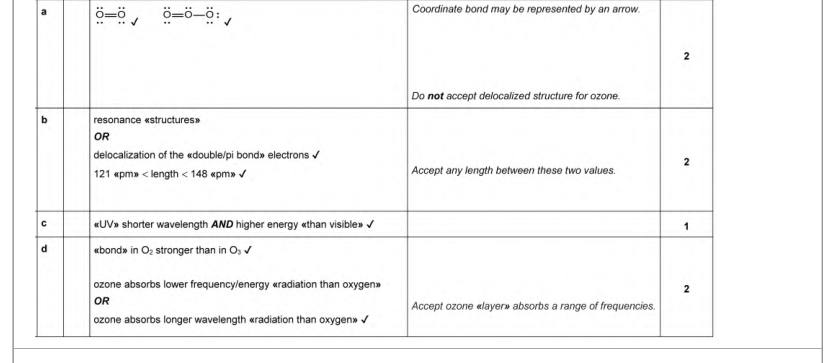 a
Ö=Ö ✓ Ö=Ö—Ö: ✓
Coordinate bond may be represented by an arrow.
Do not accept delocalized structure for ozone.
2
b
resonance «structures»
OR
delocalization of the «double/pi bond» electrons ✓
121 «pm» < length < 148 «pm» ✓
Accept any length between these two values.
2
c
«UV» shorter wavelength AND higher energy «than visible» ✓
1
d
«bond» in O₂ stronger than in O₃ ✓
ozone absorbs lower frequency/energy «radiation than oxygen»
OR
ozone absorbs longer wavelength «radiation than oxygen» ✓
Accept ozone «layer» absorbs a range of frequencies.
2